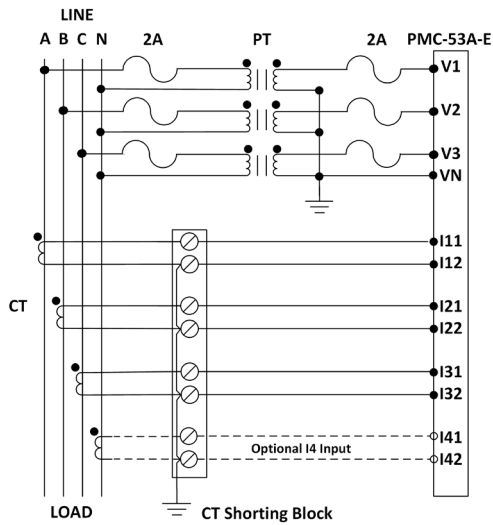 LINE
A B C N 2A PT 2A PMC-53A-E
V1
V2
V3
VN
I11
I12
CT
I21
I22
I31
I32
I41
Optional I4 Input
I42
LOAD CT Shorting Block